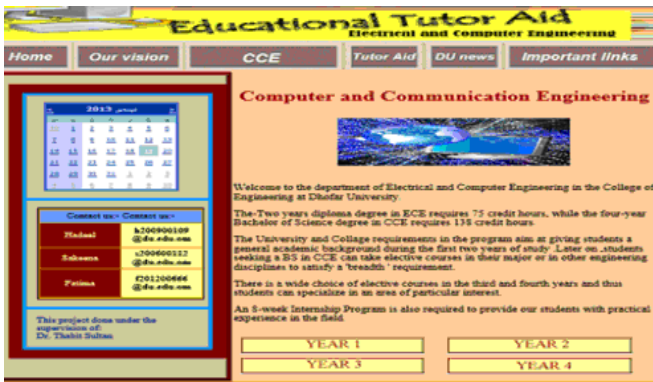 Educational Tutor Aid
Electrical and Computer Engineering
Home
Our vision
CCE
Tutor Aid
DU news
Important links
2013
Contact us:- Contact us:-
Hadeel
h200900109
@du.edu.om
Sakeena
s200600112
@du.edu.om
Fatima
f201200666
@du.edu.om
This project done under the
supervision of:
Dr. Thabit Sultan
Computer and Communication Engineering
Welcome to the department of Electrical and Computer Engineering in the College of
Engineering at Dhofar University.
The-Two years diploma degree in ECE requires 75 credit hours, while the four-year
Bachelor of Science degree in CCE requires 138 credit hours.
The University and Collage requirements in the program aim at giving students a
general academic background during the first two years of study .Later on ,students
seeking a BS in CCE can take elective courses in their major or in other engineering
disciplines to satisfy a 'breadth ' requirement.
There is a wide choice of elective courses in the third and fourth years and thus
students can specialize in an area of particular interest.
An 8-week Internship Program is also required to provide our students with practical
experience in the field.
YEAR 1
YEAR 2
YEAR 3
YEAR 4